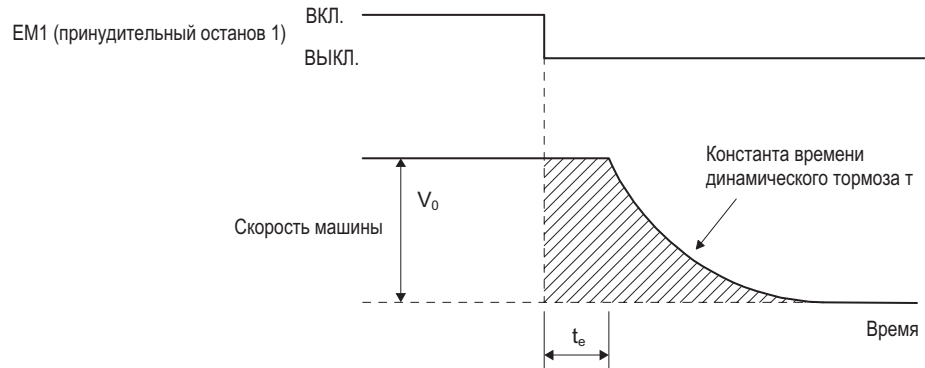 ВКЛ.
EM1 (принудительный останов 1)
ВЫКЛ.
Константа времени
динамического тормоза т
V₀
Скорость машины
Время
tₑ